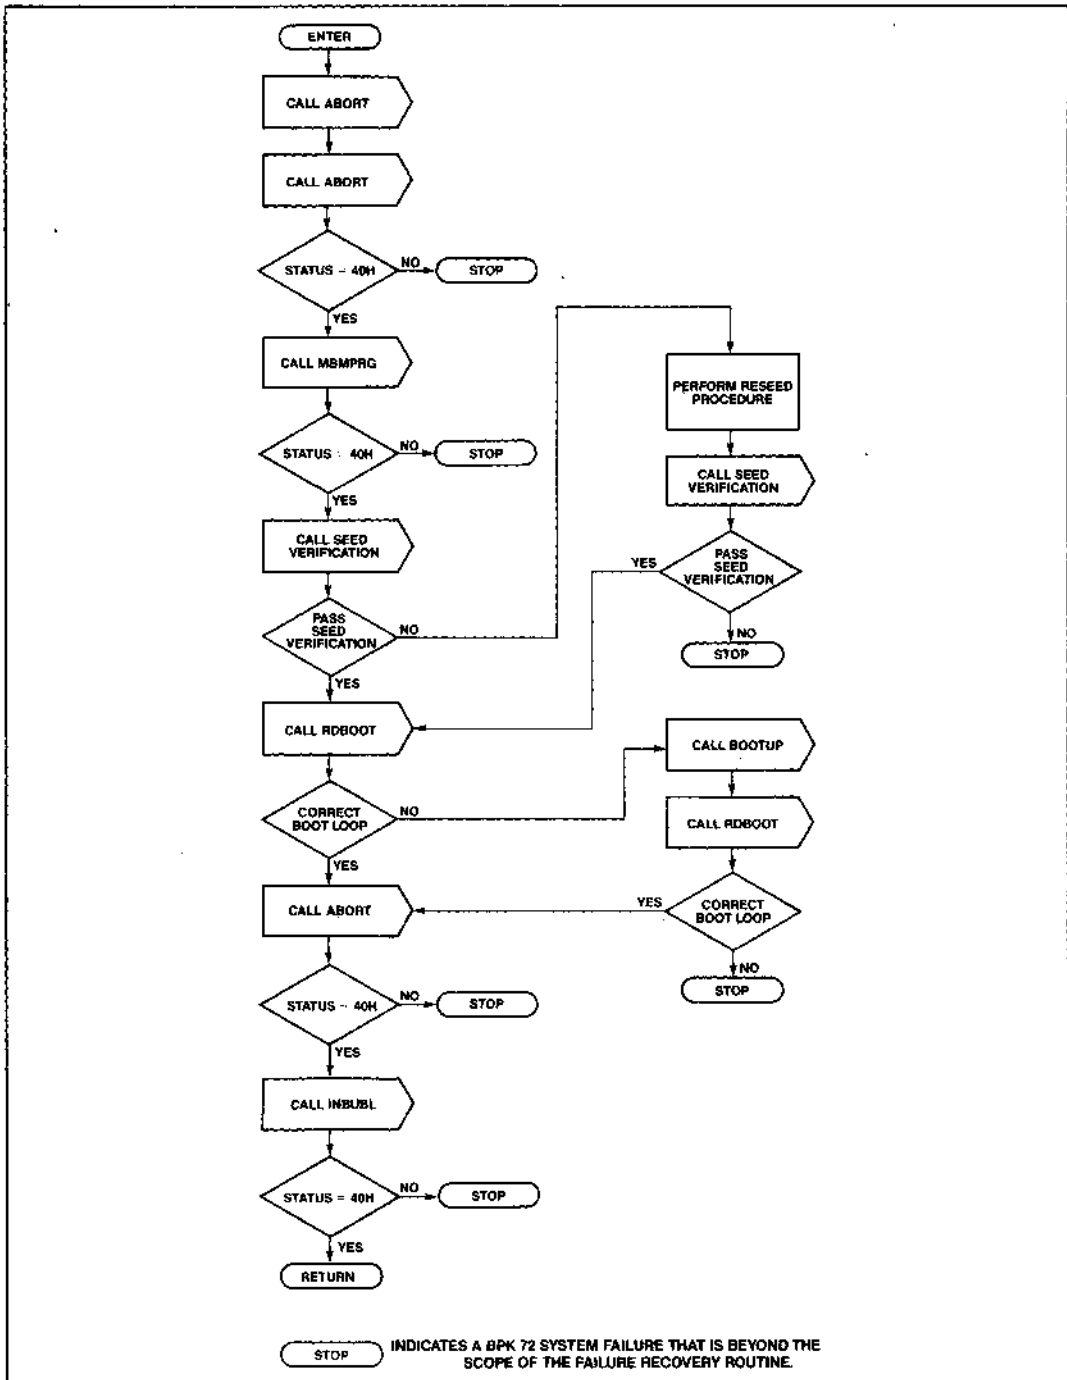 ENTER
CALL ABORT
CALL ABORT
STATUS = 40H
NO
STOP
YES
CALL MBMPRG
STATUS = 40H
NO
STOP
YES
CALL SEED
VERIFICATION
PASS
SEED
VERIFICATION
NO
YES
PERFORM RESEED
PROCEDURE
CALL SEED
VERIFICATION
PASS
SEED
VERIFICATION
YES
NO
STOP
CALL RDBOOT
CORRECT
BOOT LOOP
NO
YES
CALL BOOTUP
CALL RDBOOT
CORRECT
BOOT LOOP
YES
NO
STOP
CALL ABORT
STATUS = 40H
NO
STOP
YES
CALL INBUBL
STATUS = 40H
NO
STOP
YES
RETURN
STOP
INDICATES A BPK 72 SYSTEM FAILURE THAT IS BEYOND THE
SCOPE OF THE FAILURE RECOVERY ROUTINE.